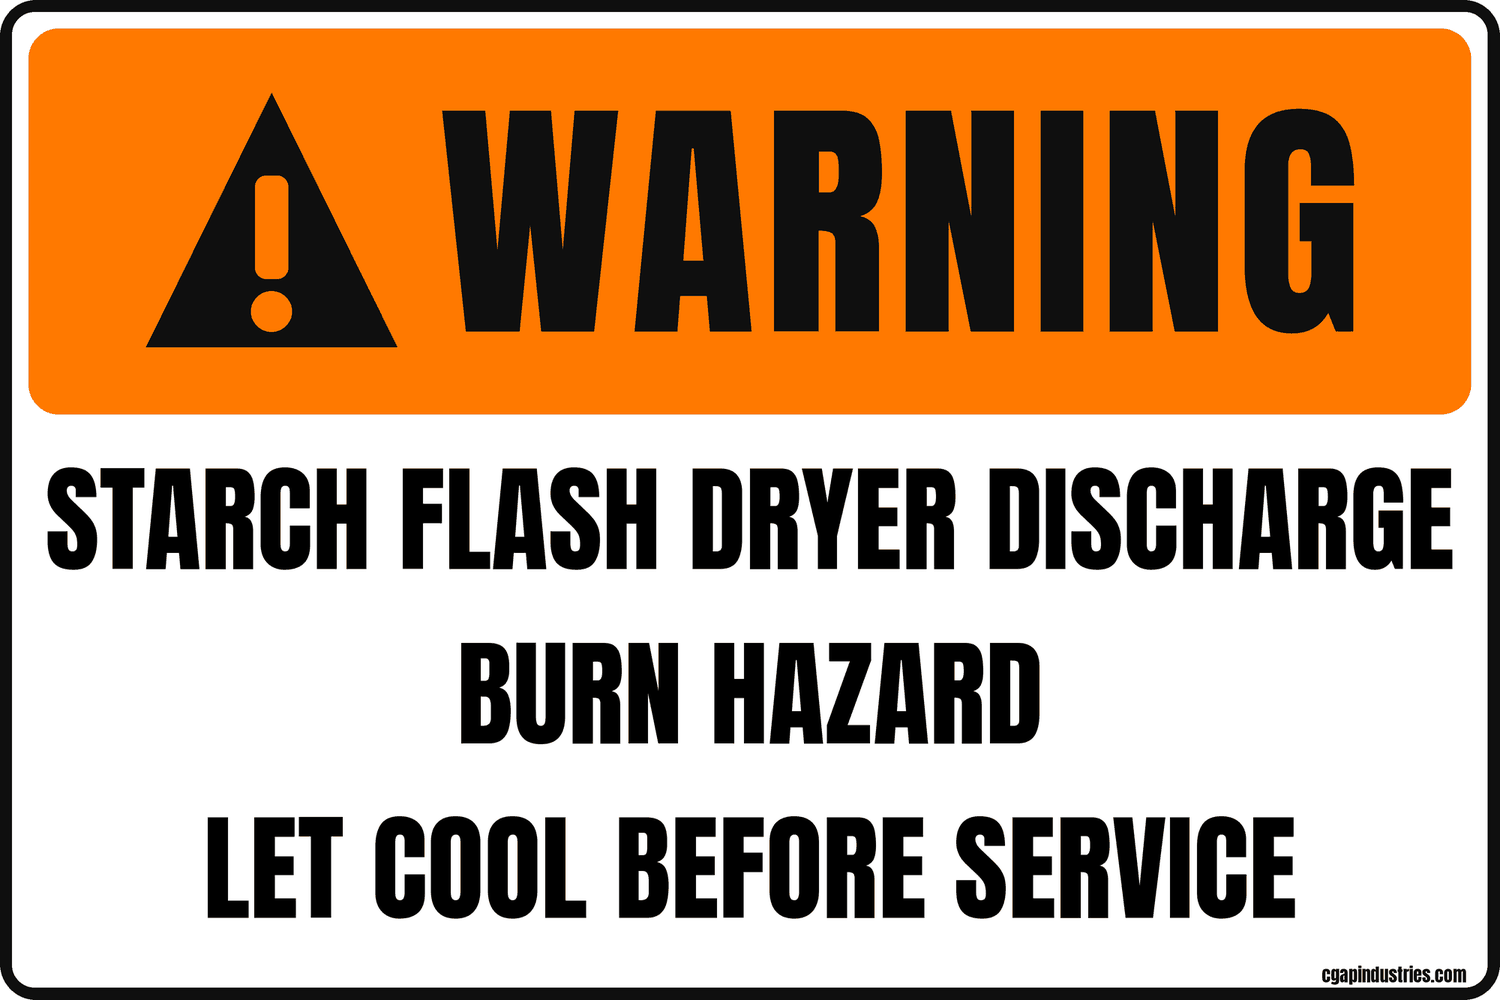 WARNING
STARCH FLASH DRYER DISCHARGE
BURN HAZARD
LET COOL BEFORE SERVICE
cgapindustries.com